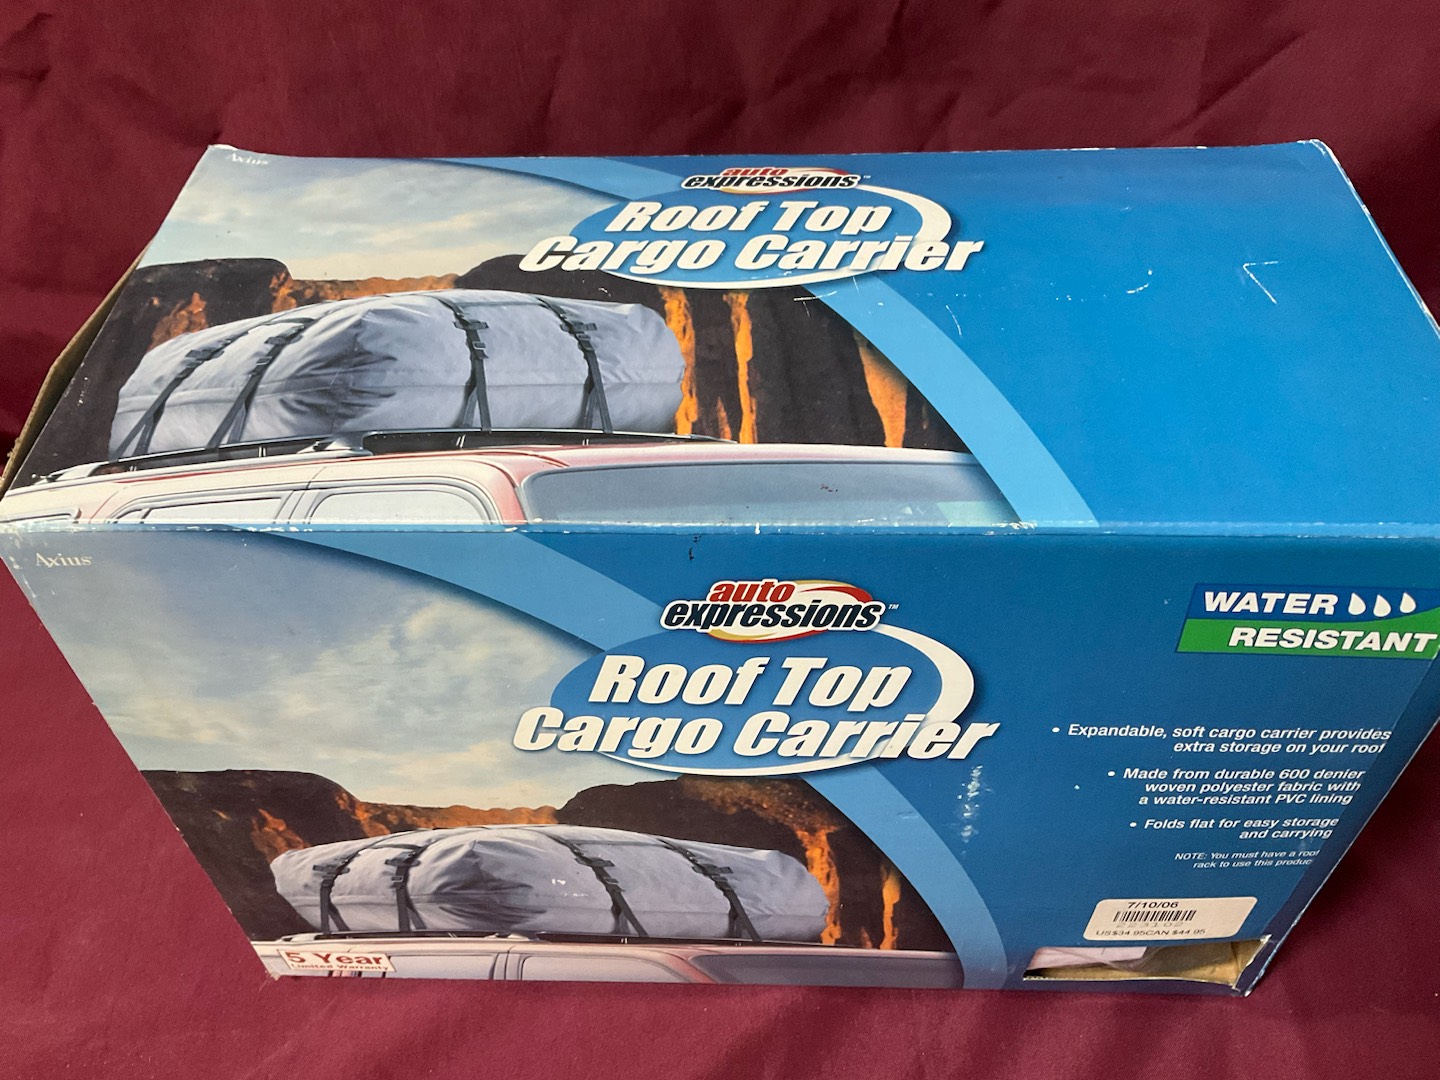 Axius
auto
expressions™
Roof Top
Cargo Carrier
Axius
auto
expressions™
Roof Top
Cargo Carrier
WATER
RESISTANT
• Expandable, soft cargo carrier provides
extra storage on your roof
• Made from durable 600 denier
woven polyester fabric with
a water-resistant PVC lining
• Folds flat for easy storage
and carrying
NOTE: You must have a roof
rack to use this produc
7/10/06
US$34.95CAN $44.95
5 Year
Limited Warranty